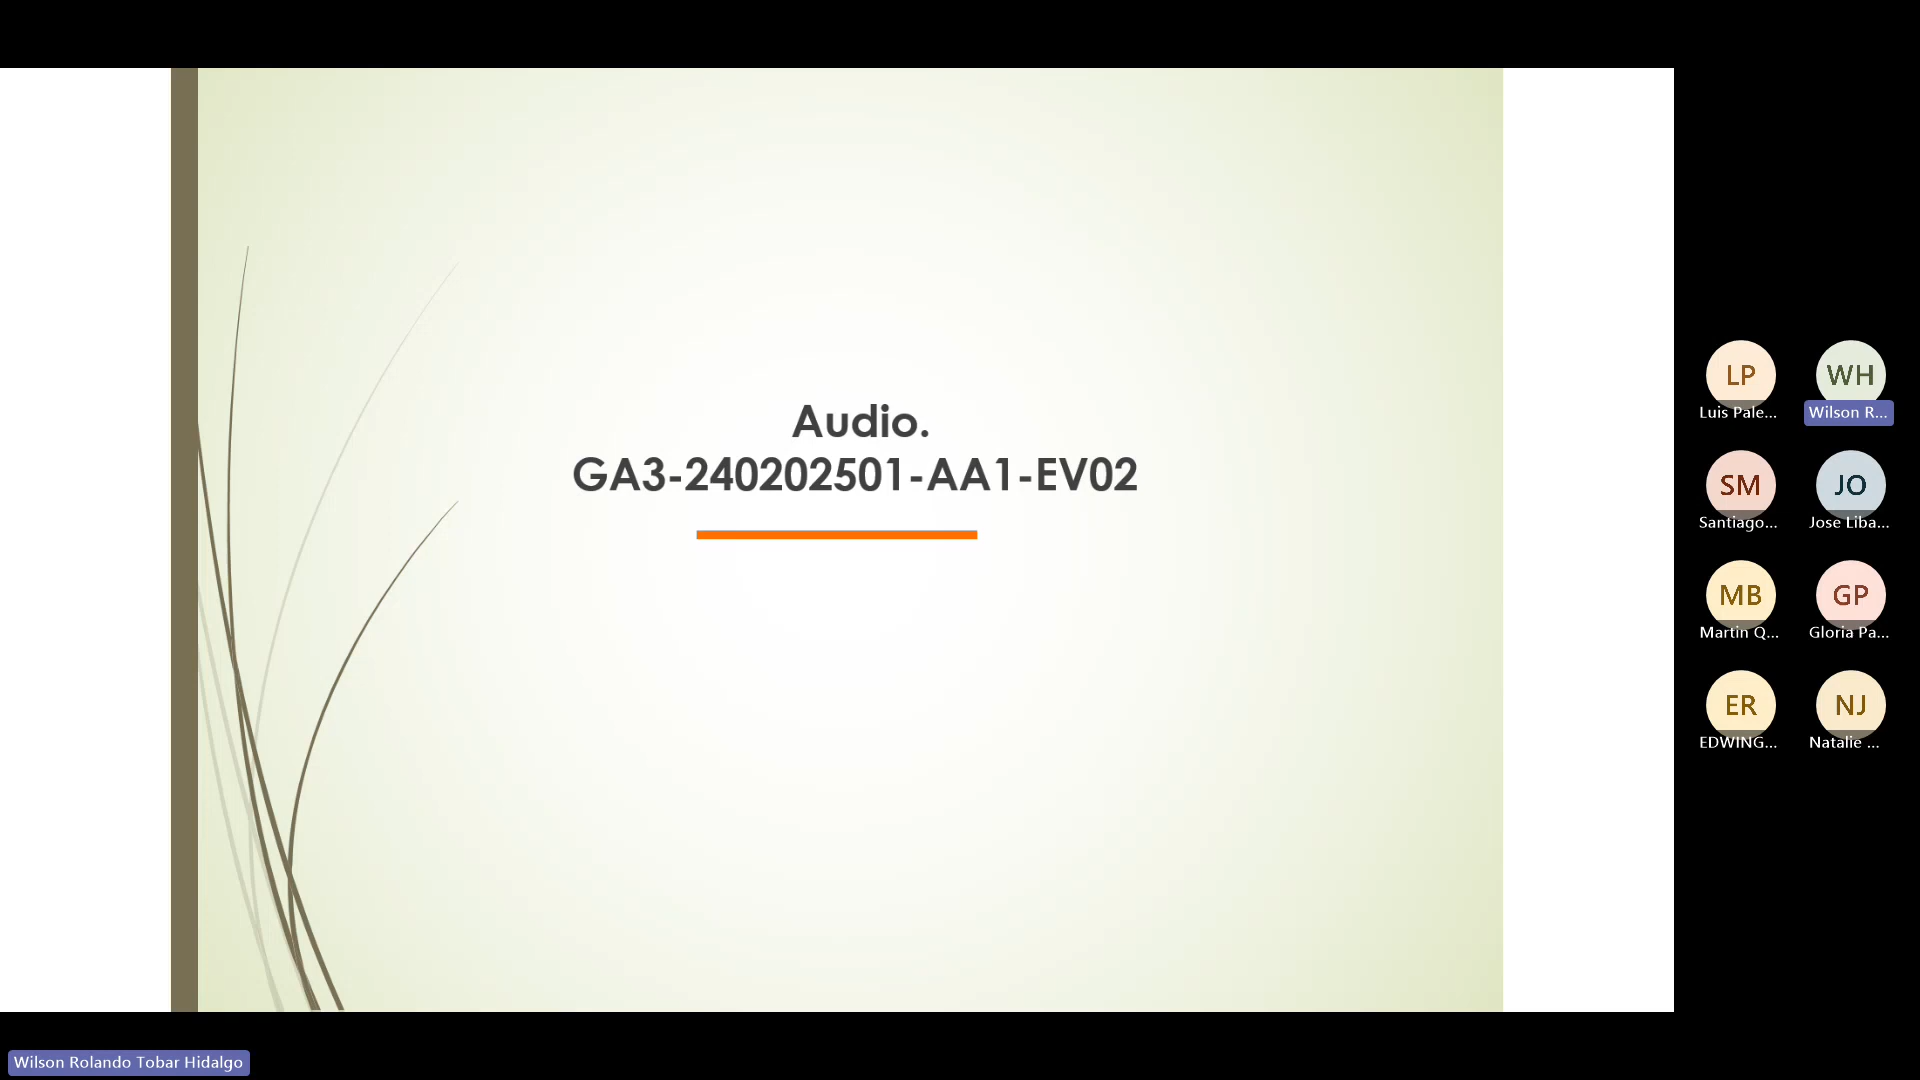 Audio.
GA3-240202501-AA1-EV02
LP
WH
Luis Pale...
Wilson R...
SM
JO
Santiago...
Jose Liba...
MB
GP
Martin Q...
Gloria Pa...
ER
NJ
EDWING...
Natalie ...
Wilson Rolando Tobar Hidalgo